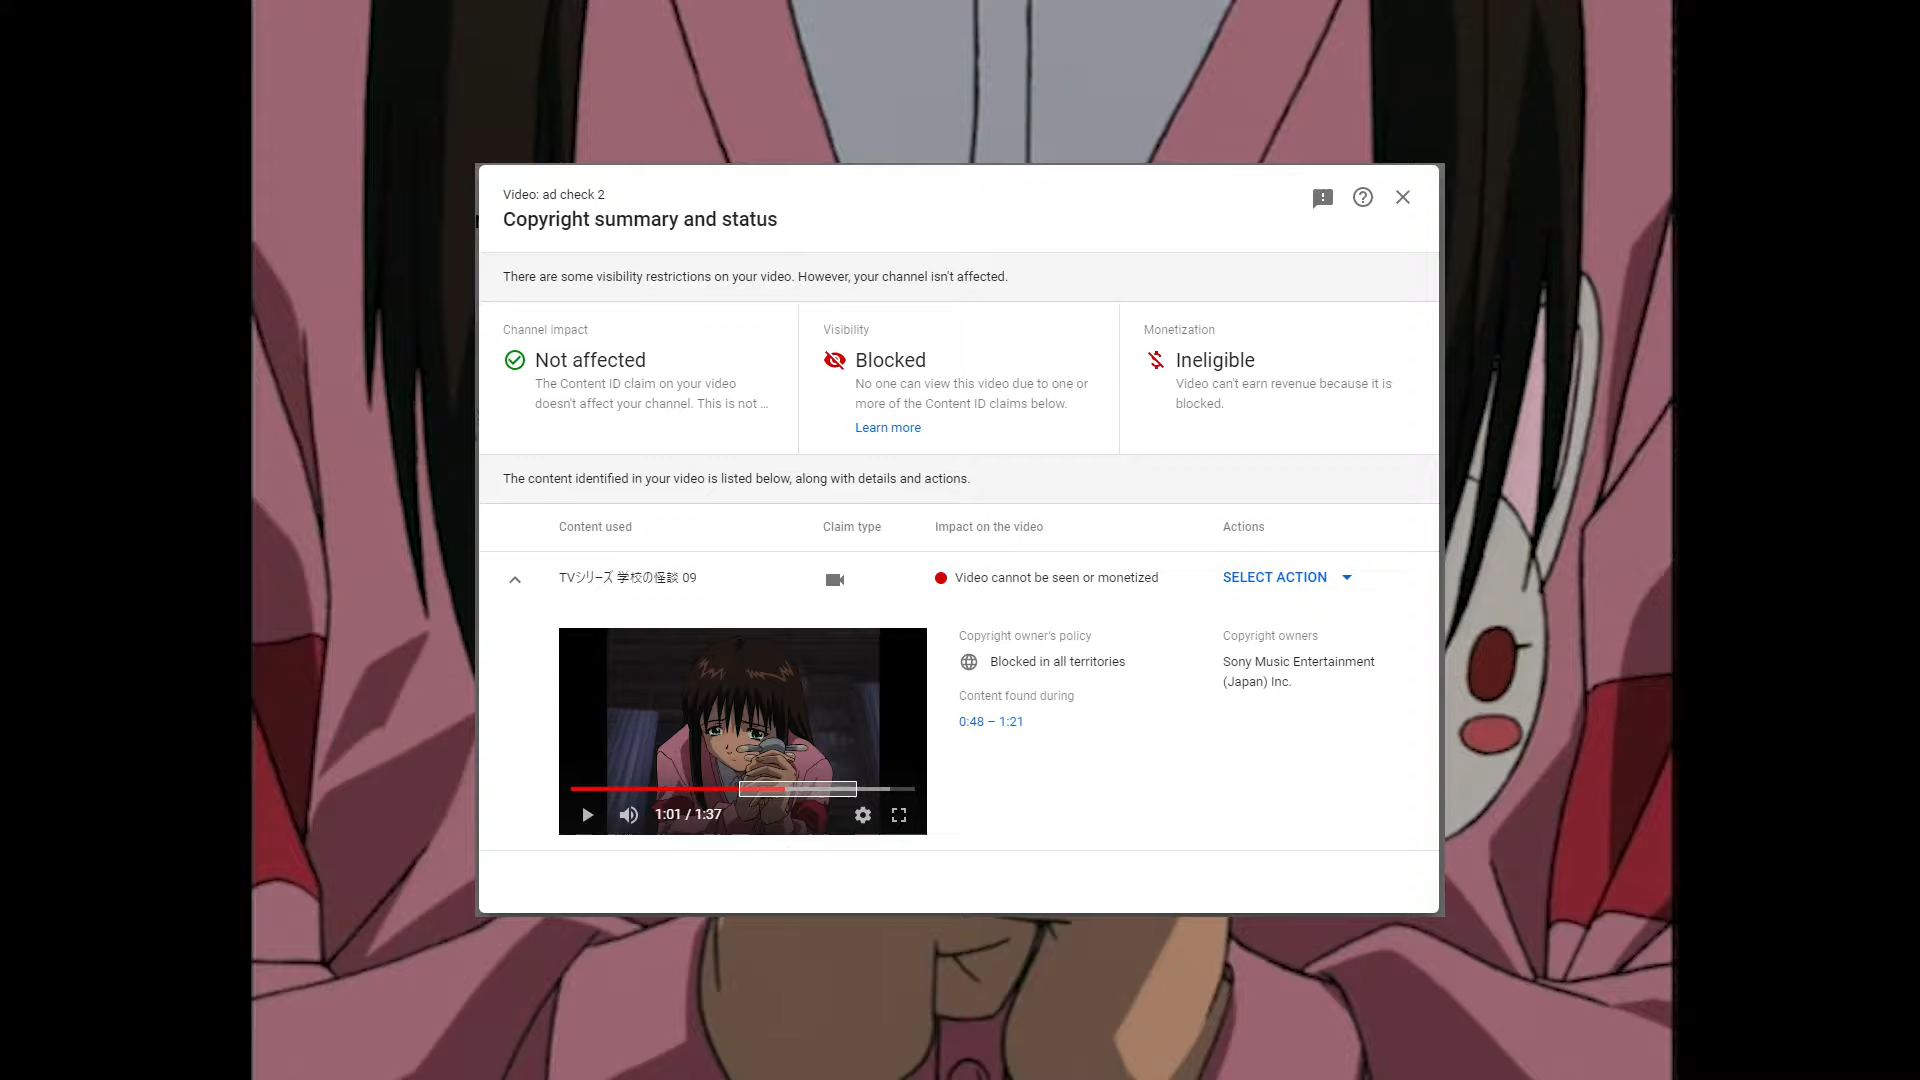 Video: ad check 2
Copyright summary and status
There are some visibility restrictions on your video. However, your channel isn't affected.
Channel impact
Not affected
The Content ID claim on your video
doesn't affect your channel. This is not ...
Visibility
Blocked
No one can view this video due to one or
more of the Content ID claims below.
Learn more
Monetization
Ineligible
Video can't earn revenue because it is
blocked.
The content identified in your video is listed below, along with details and actions.
Content used
Claim type
Impact on the video
Actions
TVシリーズ 学校の怪談 09
Video cannot be seen or monetized
SELECT ACTION
1:01 / 1:37
Copyright owner's policy
Blocked in all territories
Content found during
0:48 – 1:21
Copyright owners
Sony Music Entertainment
(Japan) Inc.